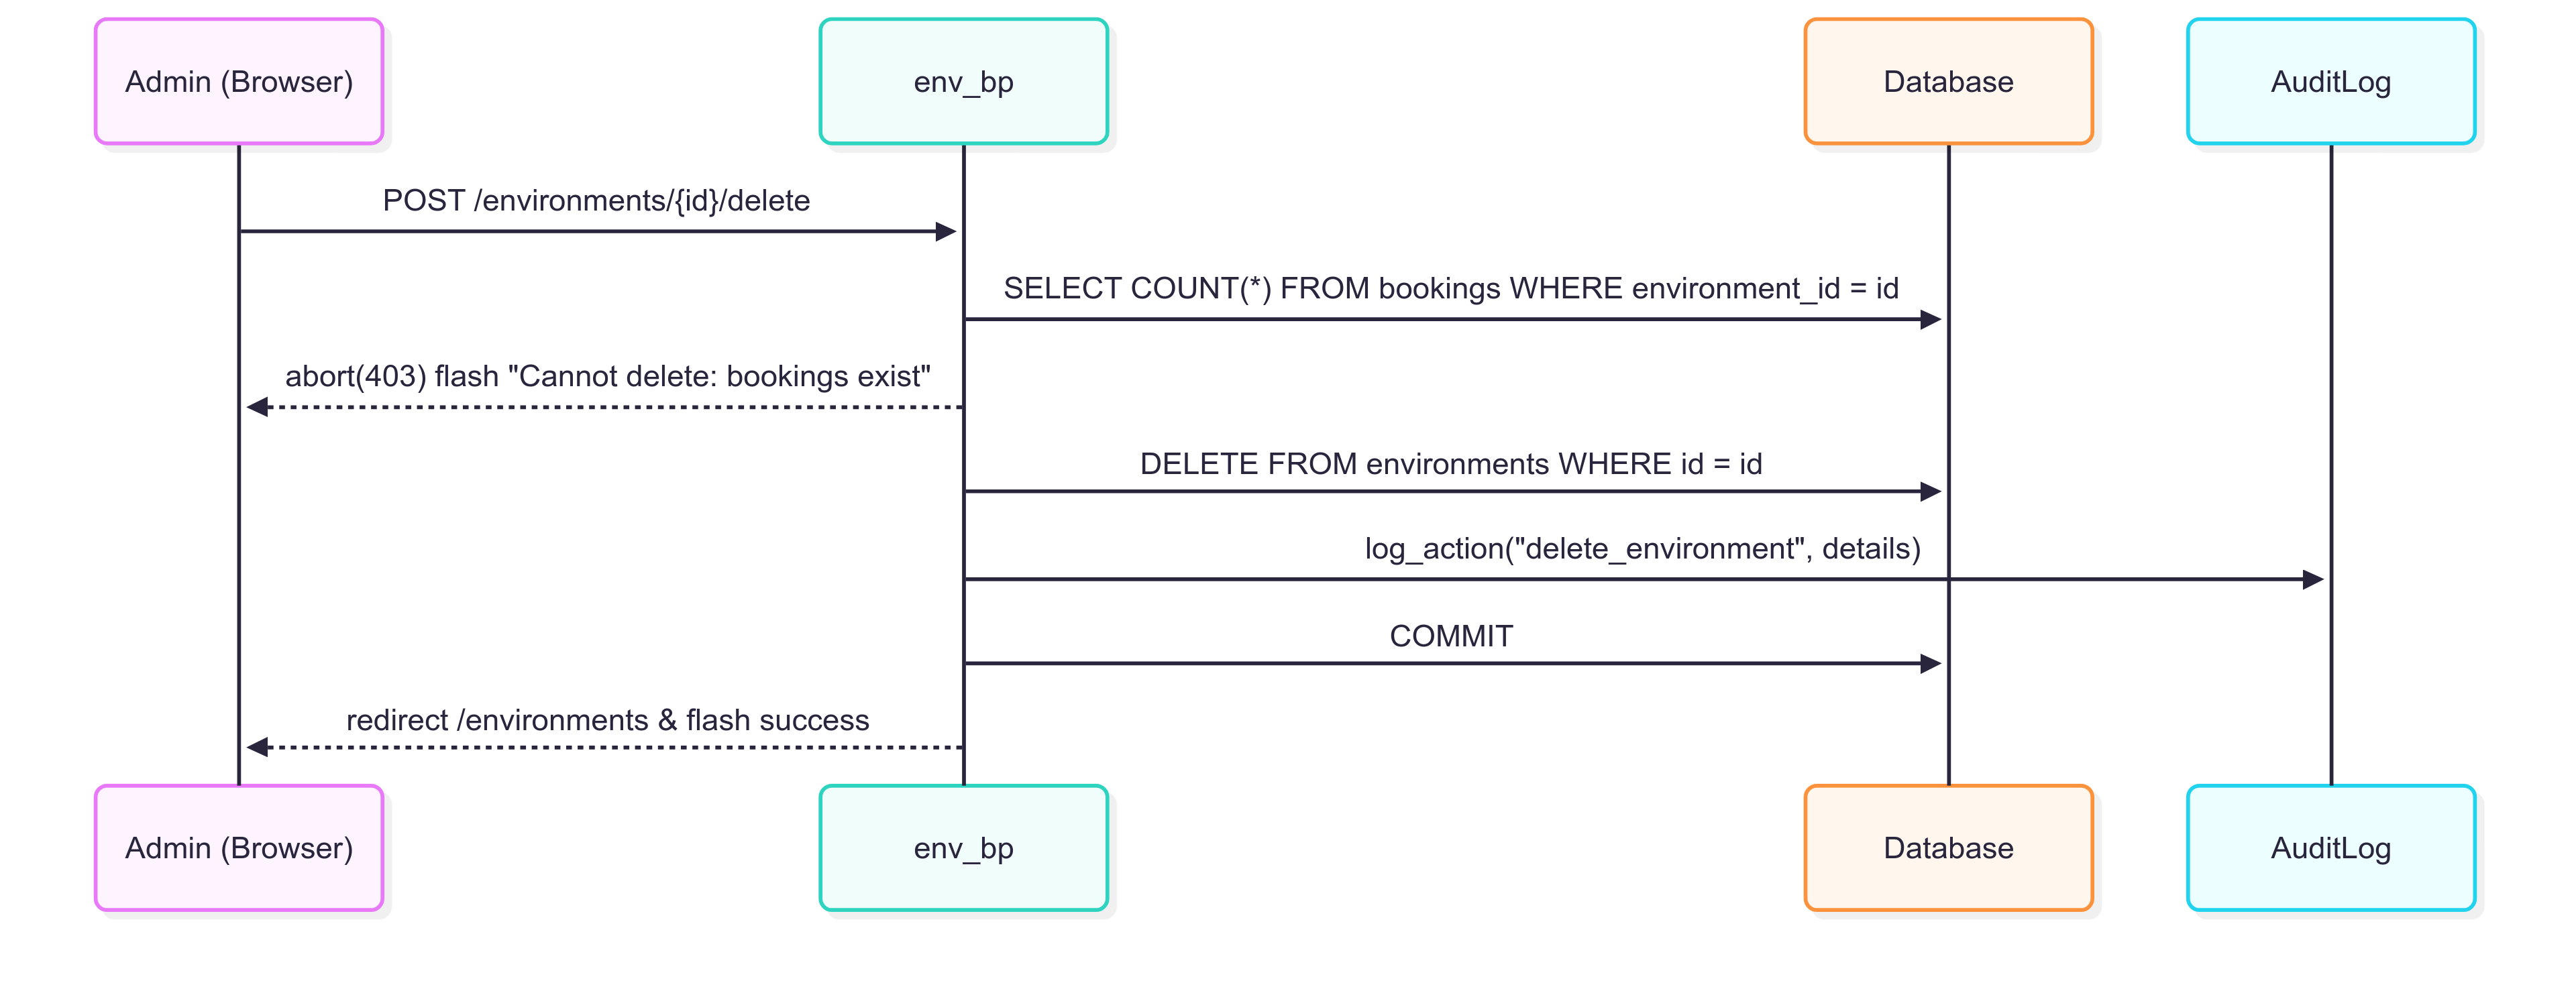 Admin (Browser)
env_bp
Database
AuditLog
POST /environments/{id}/delete
SELECT COUNT(*) FROM bookings WHERE environment_id = id
abort(403) flash "Cannot delete: bookings exist"
DELETE FROM environments WHERE id = id
log_action("delete_environment", details)
COMMIT
redirect /environments & flash success
Admin (Browser)
env_bp
Database
AuditLog